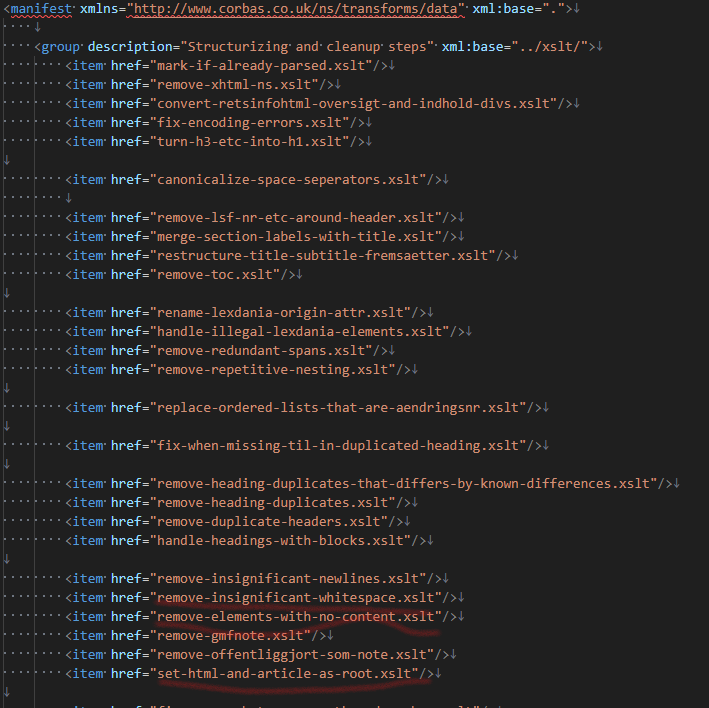 <manifest xmlns="http://www.corbas.co.uk/ns/transforms/data" xml:base=".">
<group description="Structurizing and cleanup steps" xml:base="../xslt/">
<item href="mark-if-already-parsed.xslt"/>
<item href="remove-xhtml-ns.xslt"/>
<item href="convert-retsinfohtml-oversigt-and-indhold-divs.xslt"/>
<item href="fix-encoding-errors.xslt"/>
<item href="turn-h3-etc-into-h1.xslt"/>
<item href="canonicalize-space-seperators.xslt"/>
<item href="remove-lsf-nr-etc-around-header.xslt"/>
<item href="merge-section-labels-with-title.xslt"/>
<item href="restructure-title-subtitle-fremsaetter.xslt"/>
<item href="remove-toc.xslt"/>
<item href="rename-lexdania-origin-attr.xslt"/>
<item href="handle-illegal-lexdania-elements.xslt"/>
<item href="remove-redundant-spans.xslt"/>
<item href="remove-repetitive-nesting.xslt"/>
<item href="replace-ordered-lists-that-are-aendringsnr.xslt"/>
<item href="fix-when-missing-til-in-duplicated-heading.xslt"/>
<item href="remove-heading-duplicates-that-differs-by-known-differences.xslt"/>
<item href="remove-heading-duplicates.xslt"/>
<item href="remove-duplicate-headers.xslt"/>
<item href="handle-headings-with-blocks.xslt"/>
<item href="remove-insignificant-newlines.xslt"/>
<item href="remove-insignificant-whitespace.xslt"/>
<item href="remove-elements-with-no-content.xslt"/>
<item href="remove-gmfnote.xslt"/>
<item href="remove-offentliggjort-som-note.xslt"/>
<item href="set-html-and-article-as-root.xslt"/>